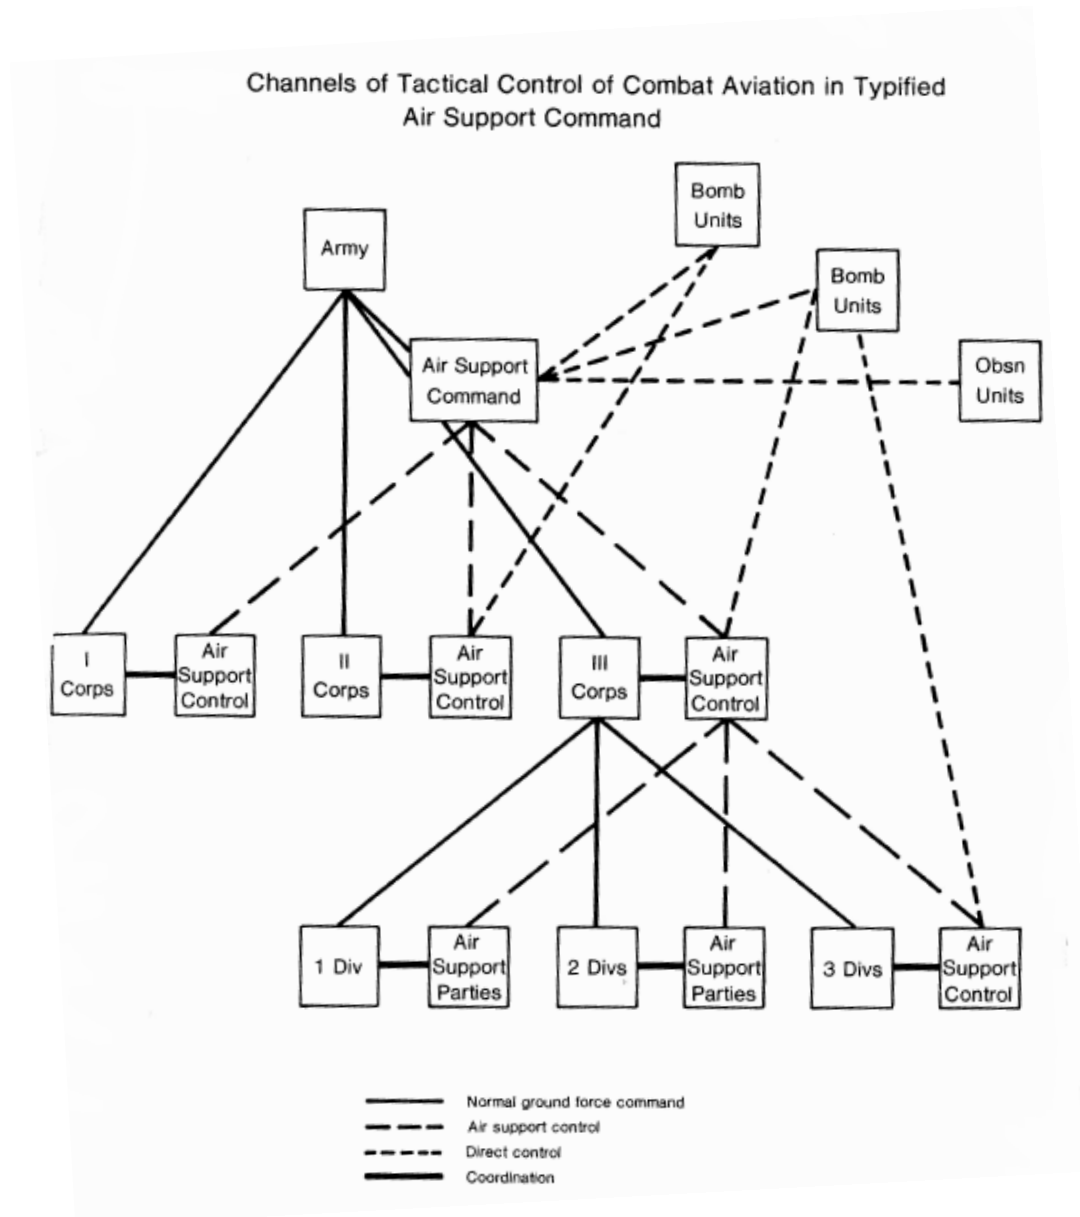 Channels of Tactical Control of Combat Aviation in Typified
Air Support Command
Bomb
Units
Army
Bomb
Units
Air Support
Command
Obsn
Units
I
Corps
Air
Support
Control
II
Corps
Air
Support
Control
III
Corps
Air
Support
Control
1 Div
Air
Support
Parties
2 Divs
Air
Support
Parties
3 Divs
Air
Support
Control
Normal ground force command
Air support control
Direct control
Coordination